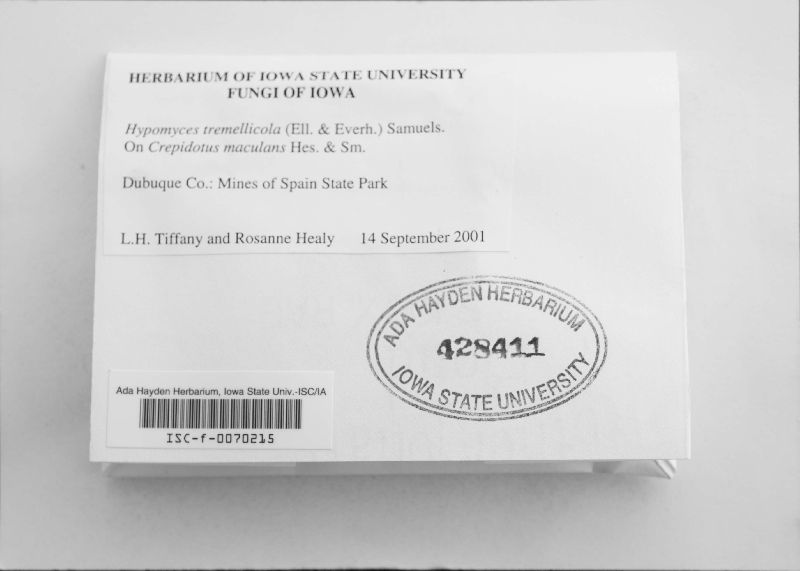 HERBARIUM OF IOWA STATE UNIVERSITY
FUNGI OF IOWA
Hypomyces tremellicola (Ell. & Everh.) Samuels.
On Crepidotus maculans Hes. & Sm.
Dubuque Co.: Mines of Spain State Park
L.H. Tiffany and Rosanne Healy 14 September 2001
ADA HAYDEN HERBARIUM
428411
IOWA STATE UNIVERSITY
Ada Hayden Herbarium, Iowa State Univ.-ISC/IA
ISC-f-0070215